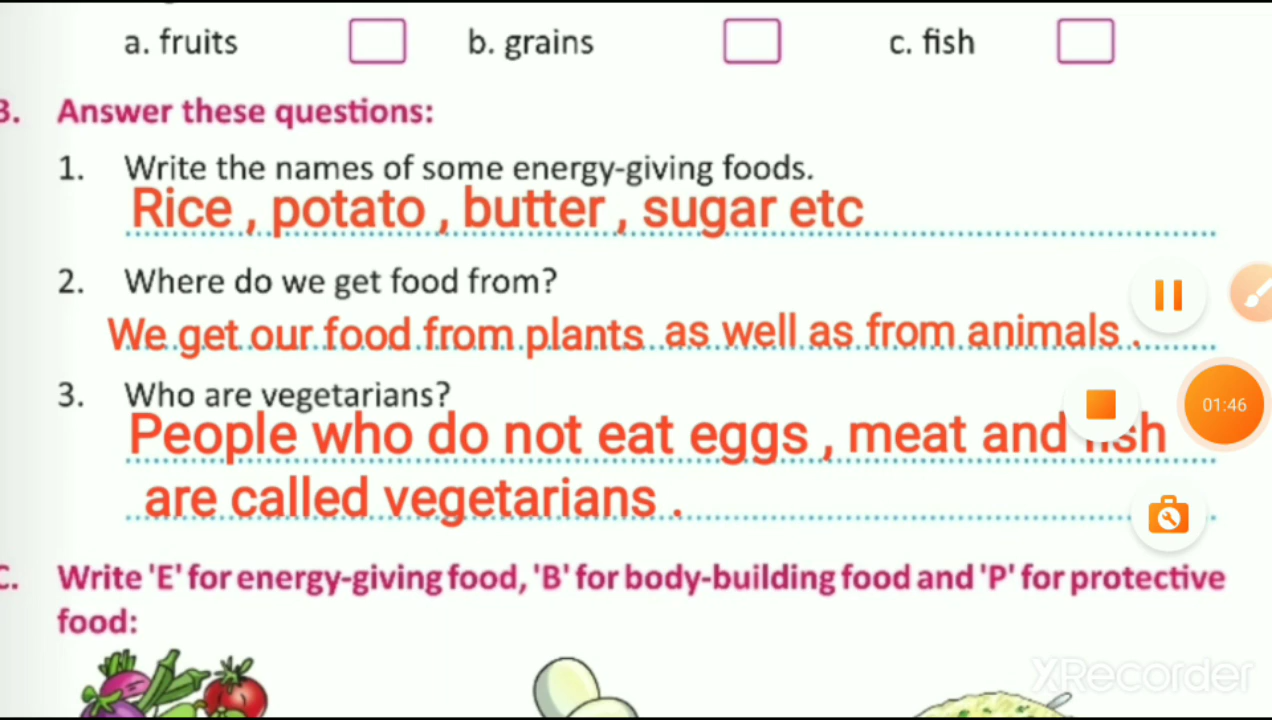 a. fruits b. grains c. fish
B. Answer these questions:
1. Write the names of some energy-giving foods.
Rice , potato , butter , sugar etc
2. Where do we get food from?
We get our food from plants as well as from animals .
3. Who are vegetarians?
People who do not eat eggs , meat and fish
01:46
are called vegetarians .
C. Write 'E' for energy-giving food, 'B' for body-building food and 'P' for protective
food:
XRecorder